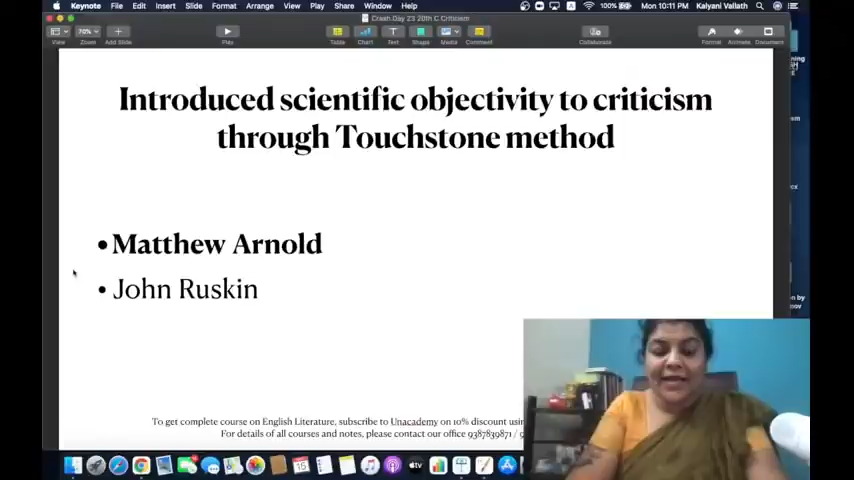 Keynote File Edit Insert Slide Format Arrange View Play Share Window Help 100% Mon 10:11 PM Kalyani Vallath
Crash Day 23 20th C Criticism
70%
View Zoom Add Slide Play Table Chart Text Shape Media Comment Collaborate Format Animate Document
Introduced scientific objectivity to criticism
through Touchstone method
• Matthew Arnold
• John Ruskin
To get complete course on English Literature, subscribe to Unacademy on 10% discount
For details of all courses and notes, please contact our office 9387839871 /